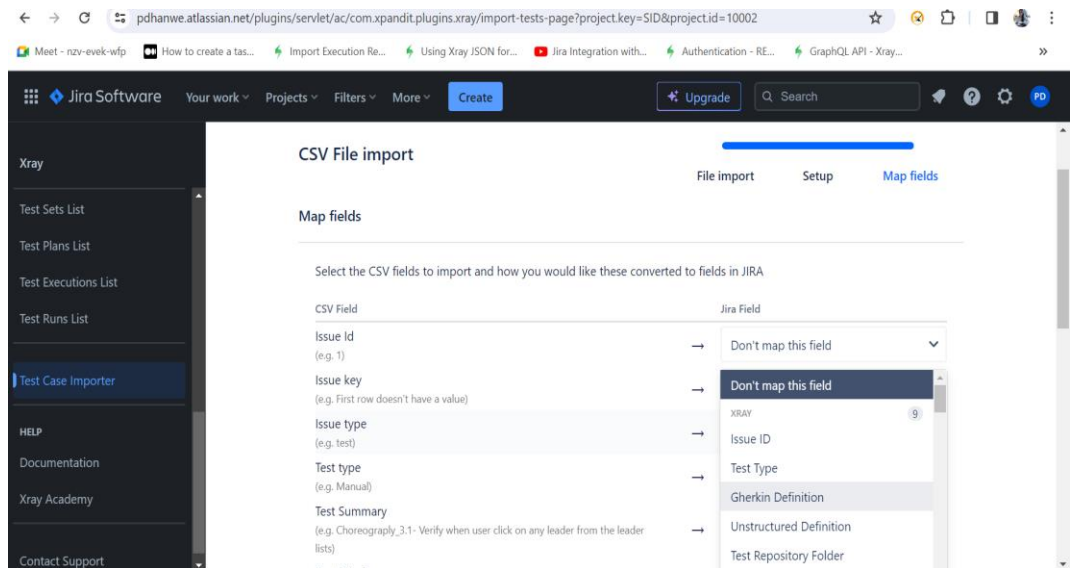 pdhanwe.atlassian.net/plugins/servlet/ac/com.xpandit.plugins.xray/import-tests-page?project.key=SID&project.id=10002
Meet - nzv-evek-wfp How to create a tas... Import Execution Re... Using Xray JSON for... Jira Integration with... Authentication - RE... GraphQL API - Xray... »
Jira Software Your work Projects Filters More Create Upgrade Search PD
Xray
Test Sets List
Test Plans List
Test Executions List
Test Runs List
Test Case Importer
HELP
Documentation
Xray Academy
Contact Support
CSV File import
File import Setup Map fields
Map fields
Select the CSV fields to import and how you would like these converted to fields in JIRA
CSV Field Jira Field
Issue Id
(e.g. 1)
→ Don't map this field
Issue key
(e.g. First row doesn't have a value)
→
Issue type
(e.g. test)
→
Test type
(e.g. Manual)
→
Test Summary
(e.g. Choreograply_3.1- Verify when user click on any leader from the leader
lists)
→
Don't map this field
XRAY 9
Issue ID
Test Type
Gherkin Definition
Unstructured Definition
Test Repository Folder